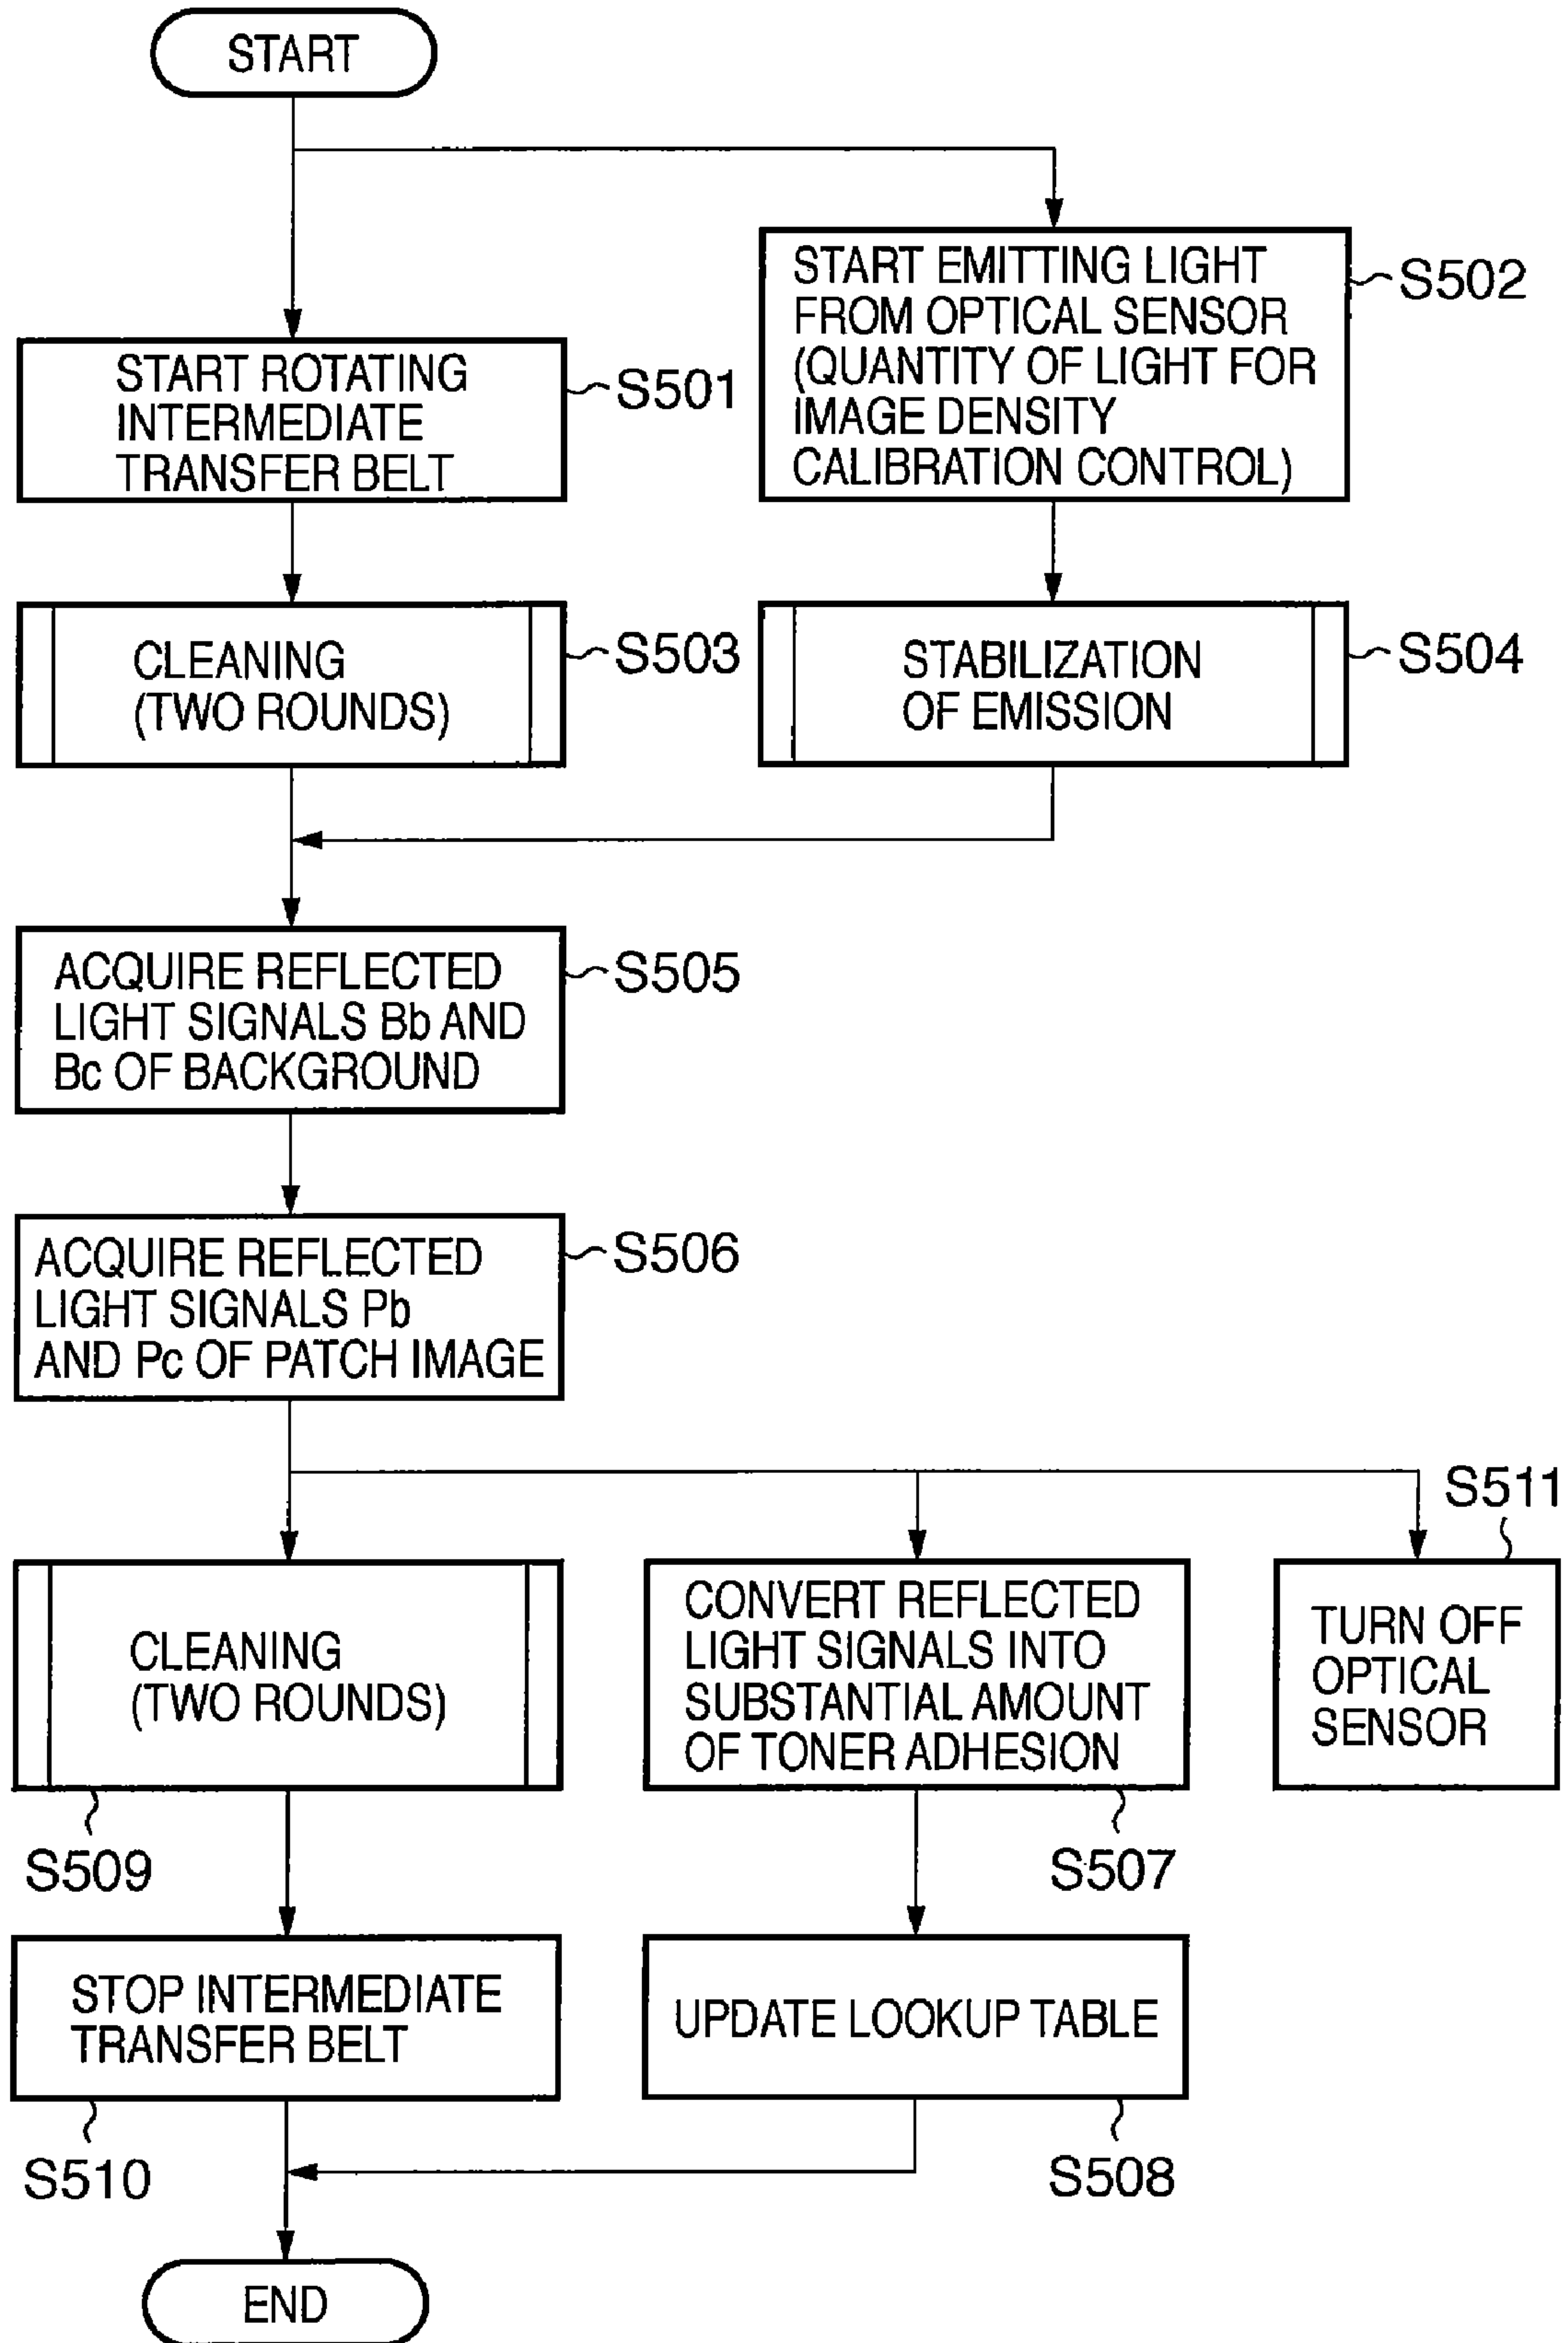 START
START ROTATING
INTERMEDIATE
TRANSFER BELT
S501
START EMITTING LIGHT
FROM OPTICAL SENSOR
(QUANTITY OF LIGHT FOR
IMAGE DENSITY
CALIBRATION CONTROL)
S502
CLEANING
(TWO ROUNDS)
S503
STABILIZATION
OF EMISSION
S504
ACQUIRE REFLECTED
LIGHT SIGNALS Bb AND
Bc OF BACKGROUND
S505
ACQUIRE REFLECTED
LIGHT SIGNALS Pb
AND Pc OF PATCH IMAGE
S506
CLEANING
(TWO ROUNDS)
S509
CONVERT REFLECTED
LIGHT SIGNALS INTO
SUBSTANTIAL AMOUNT
OF TONER ADHESION
S507
S511
TURN OFF
OPTICAL
SENSOR
STOP INTERMEDIATE
TRANSFER BELT
S510
UPDATE LOOKUP TABLE
S508
END